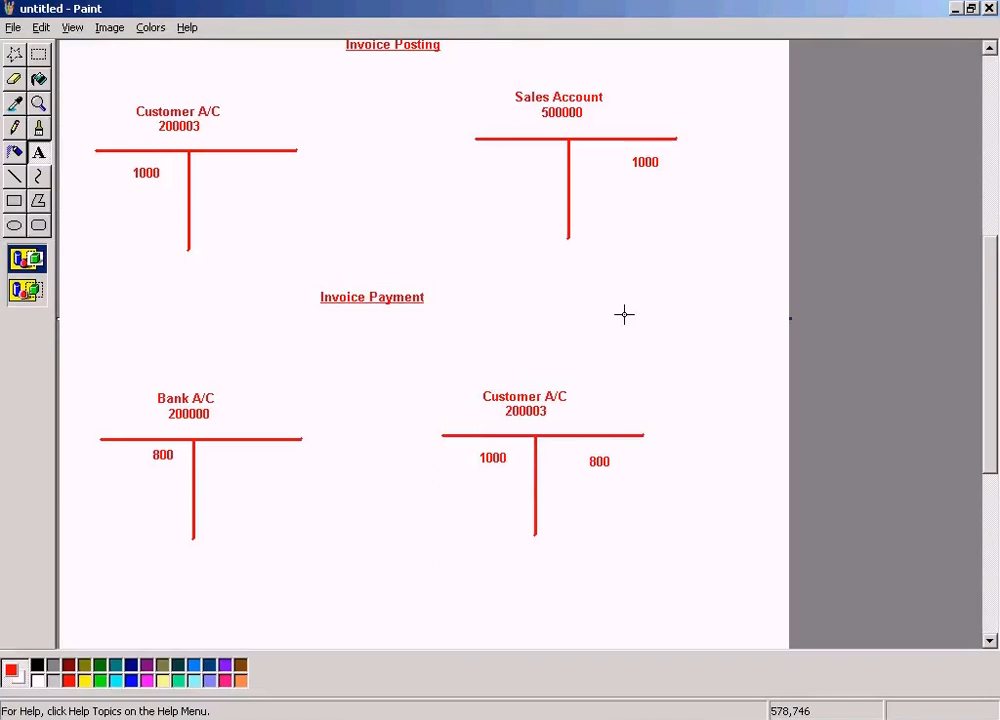 untitled - Paint
File Edit View Image Colors Help
Invoice Posting
Customer A/C
200003
1000
Sales Account
500000
1000
Invoice Payment
Bank A/C
200000
800
Customer A/C
200003
1000 800
A
For Help, click Help Topics on the Help Menu.
578,746